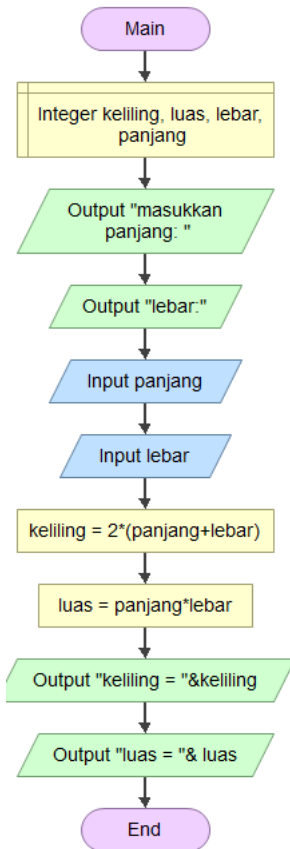 Main
Integer keliling, luas, lebar,
panjang
Output "masukkan
panjang: "
Output "lebar:"
Input panjang
Input lebar
keliling = 2*(panjang+lebar)
luas = panjang*lebar
Output "keliling = "&keliling
Output "luas = "& luas
End